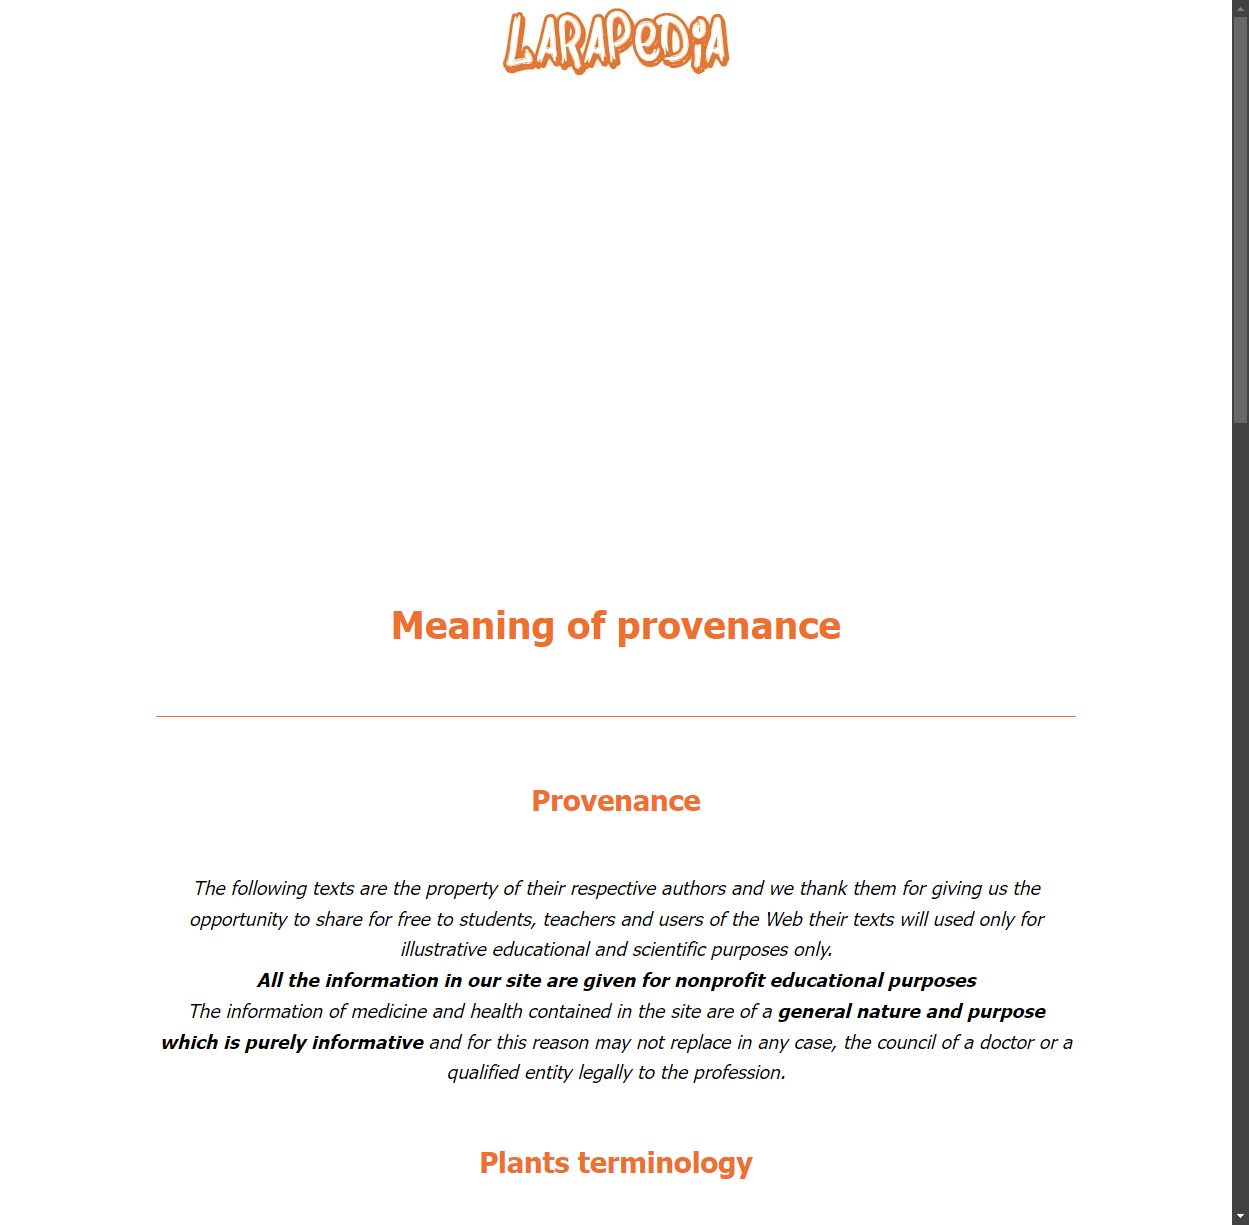 LARAPEDIA
Meaning of provenance
Provenance
The following texts are the property of their respective authors and we thank them for giving us the
opportunity to share for free to students, teachers and users of the Web their texts will used only for
illustrative educational and scientific purposes only.
All the information in our site are given for nonprofit educational purposes
The information of medicine and health contained in the site are of a general nature and purpose
which is purely informative and for this reason may not replace in any case, the council of a doctor or a
qualified entity legally to the profession.
Plants terminology